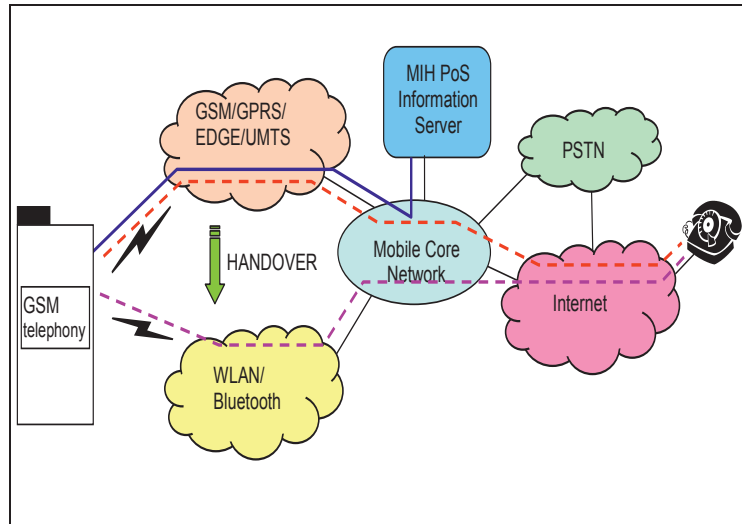 MIH PoS
Information
Server
GSM/GPRS/
EDGE/UMTS
PSTN
Mobile Core
Network
HANDOVER
GSM
telephony
Internet
WLAN/
Bluetooth